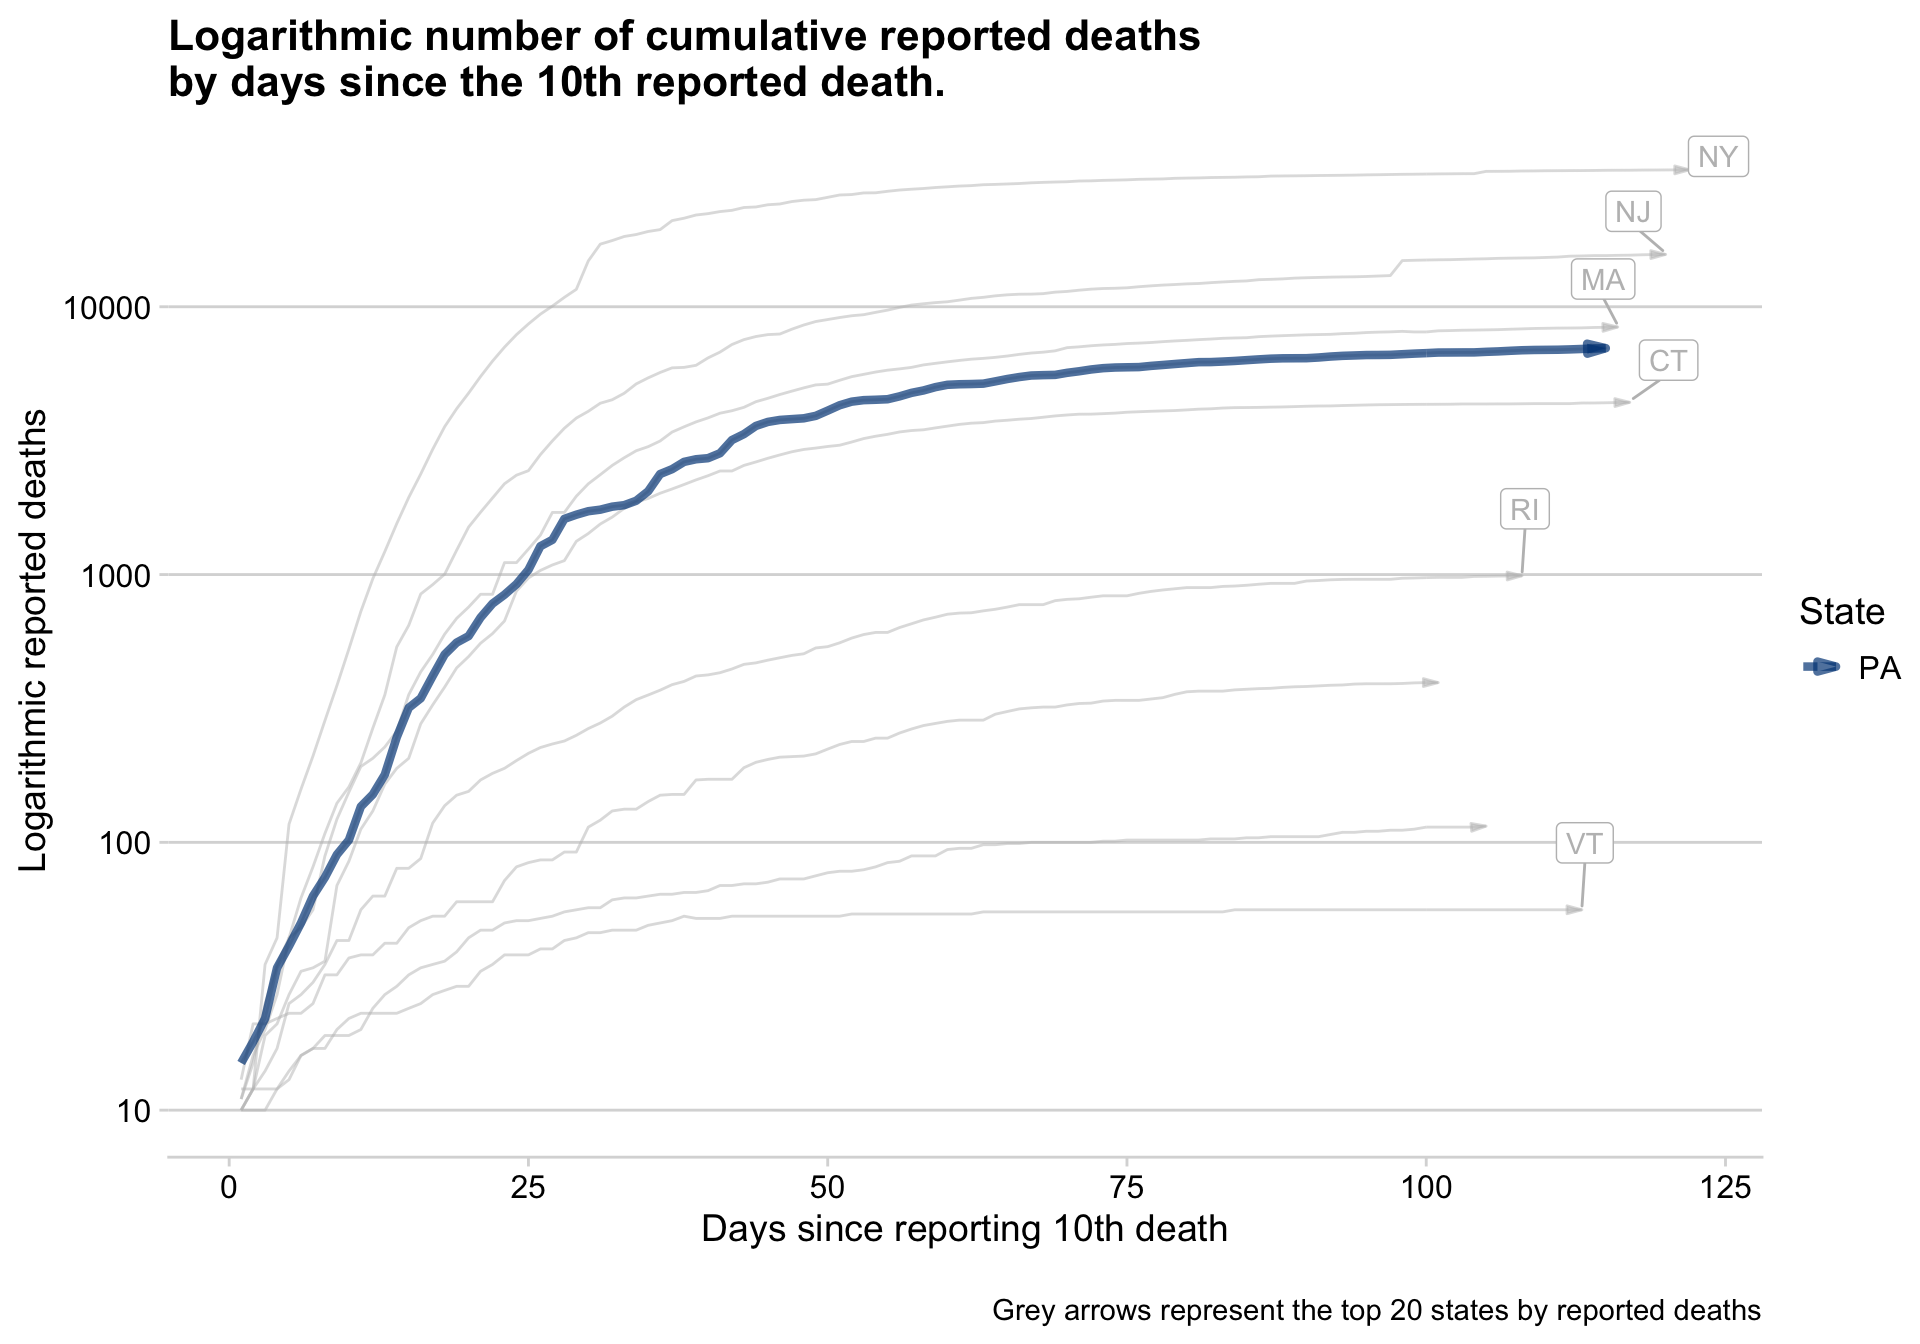 Logarithmic number of cumulative reported deaths
by days since the 10th reported death.
NY
NJ
MA
CT
RI
VT
10000
1000
100
10
Logarithmic reported deaths
0
25
50
75
100
125
Days since reporting 10th death
State
PA
Grey arrows represent the top 20 states by reported deaths